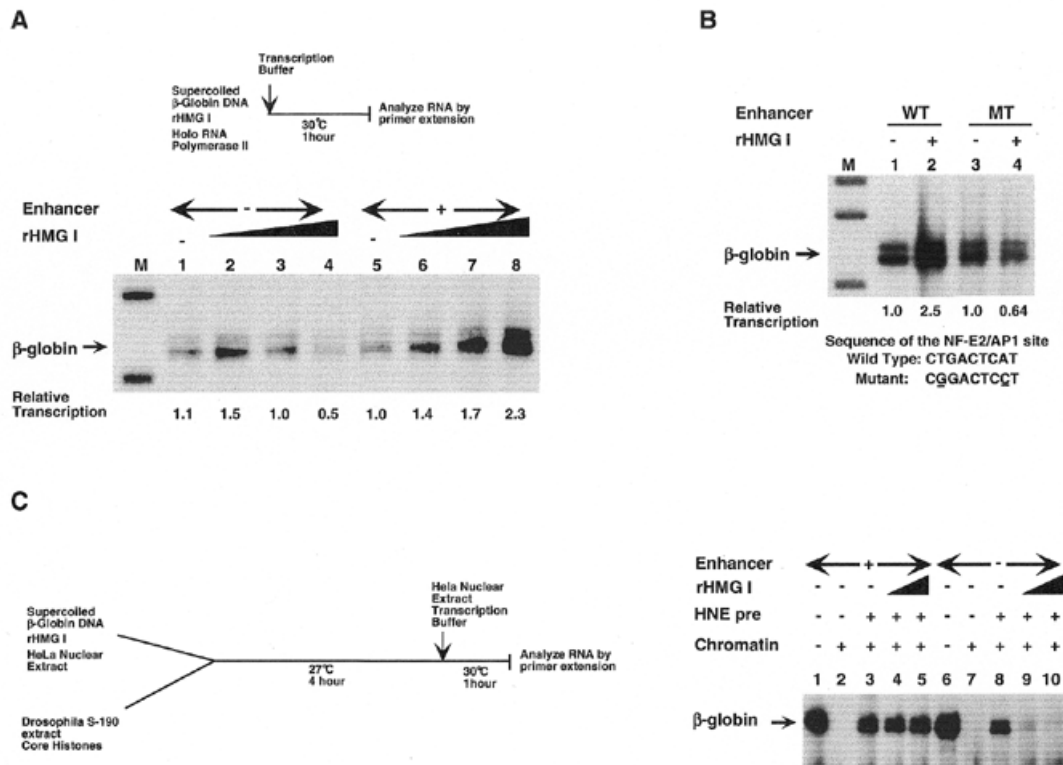 A
Transcription
Buffer
Supercoiled
β-Globin DNA
rHMG I
Holo RNA
Polymerase II
30°C
1hour
Analyze RNA by
primer extension
Enhancer - +
rHMG I - -
M 1 2 3 4 5 6 7 8
β-globin
Relative
Transcription 1.1 1.5 1.0 0.5 1.0 1.4 1.7 2.3
B
Enhancer WT MT
rHMG I - + - +
M 1 2 3 4
β-globin
Relative
Transcription 1.0 2.5 1.0 0.64
Sequence of the NF-E2/AP1 site
Wild Type: CTGACTCAT
Mutant: CGGACTCCT
C
Supercoiled
β-Globin DNA
rHMG I
HeLa Nuclear
Extract
Drosophila S-190
extract
Core Histones
27°C
4 hour
Hela Nuclear
Extract
Transcription
Buffer
30°C
1hour
Analyze RNA by
primer extension
Enhancer + -
rHMG I - - - - - -
HNE pre - - + + + - - + + +
Chromatin - + + + + - + + + +
1 2 3 4 5 6 7 8 9 10
β-globin